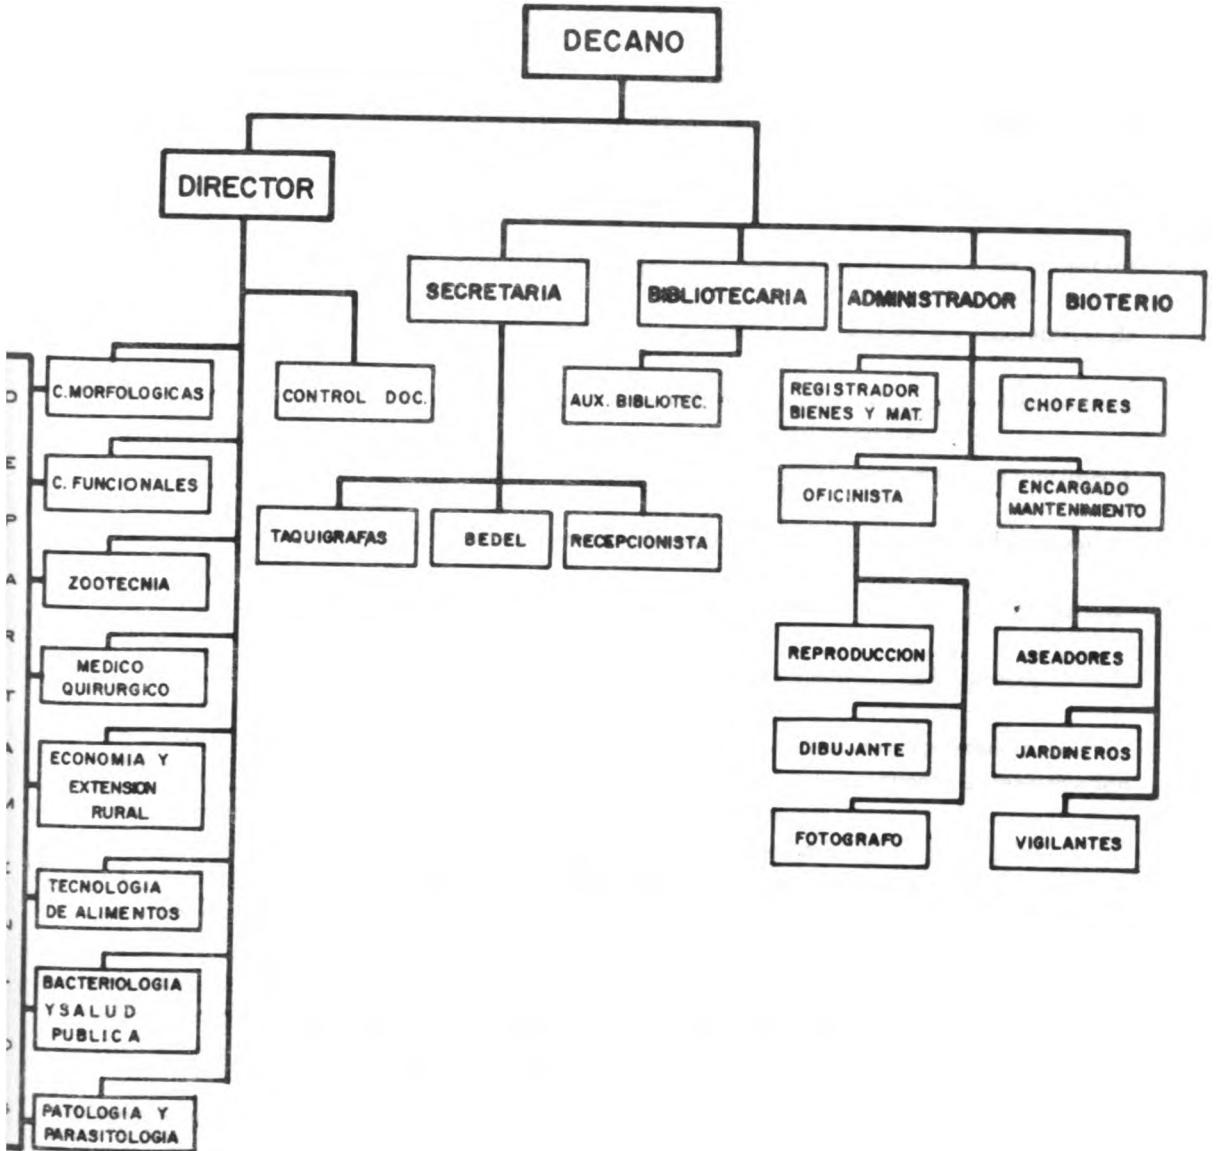 DECANO
DIRECTOR
SECRETARIA
BIBLIOTECARIA
ADMINISTRADOR
BIOTERIO
C. MORFOLOGICAS
CONTROL DOC.
AUX. BIBLIOTEC.
REGISTRADOR
BIENES Y MAT.
CHOFERES
C. FUNCIONALES
TAQUIGRAFAS
BEDEL
RECEPCIONISTA
OFICINISTA
ENCARGADO
MANTENIMIENTO
ZOOTECNIA
MEDICO
QUIRURGICO
REPRODUCCION
ASEADORES
ECONOMIA Y
EXTENSION
RURAL
DIBUJANTE
JARDINEROS
FOTOGRAFO
VIGILANTES
TECNOLOGIA
DE ALIMENTOS
BACTERIOLOGIA
Y SALUD
PUBLICA
PATOLOGIA Y
PARASITOLOGIA